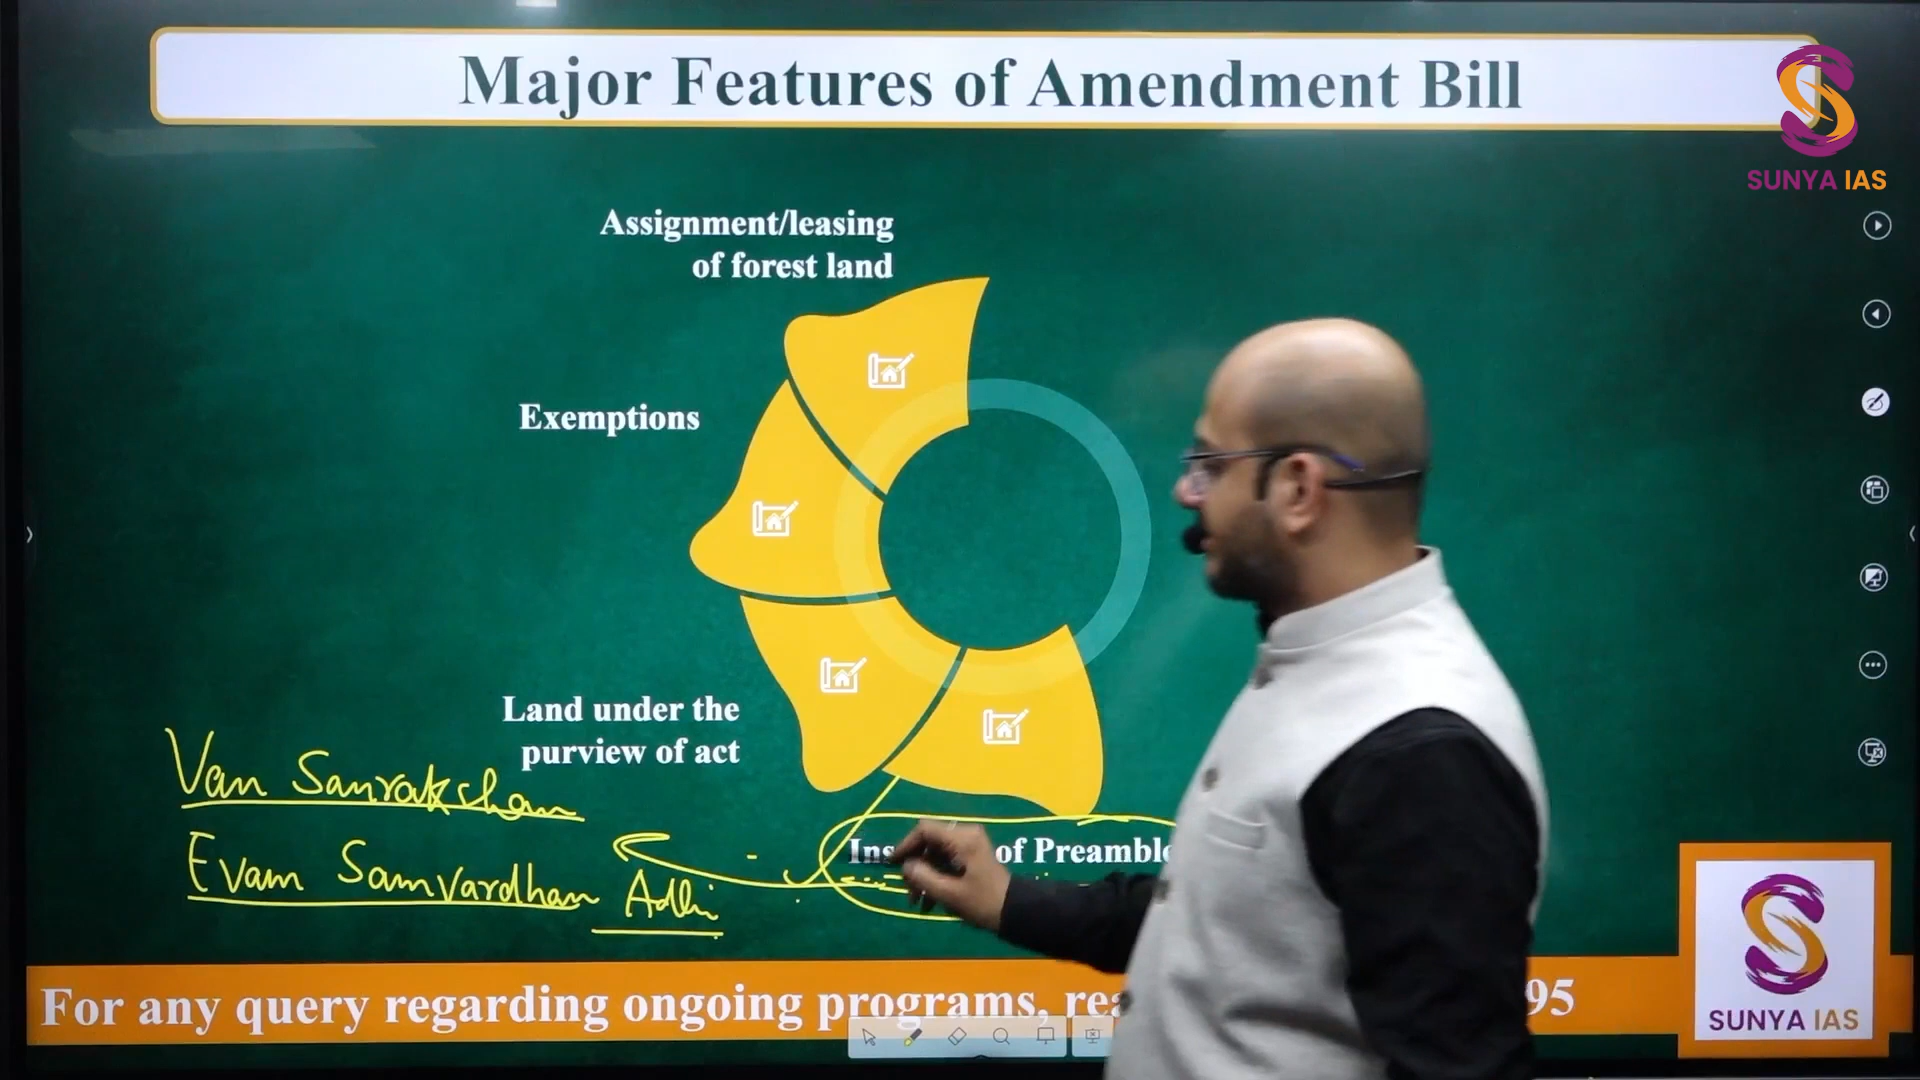 Major Features of Amendment Bill
SUNYA IAS
Assignment/leasing
of forest land
Exemptions
Land under the
purview of act
Van Sanrakshan
Evam Samvardhan Adhi
of Preamble
For any query regarding ongoing programs, 95
SUNYA IAS